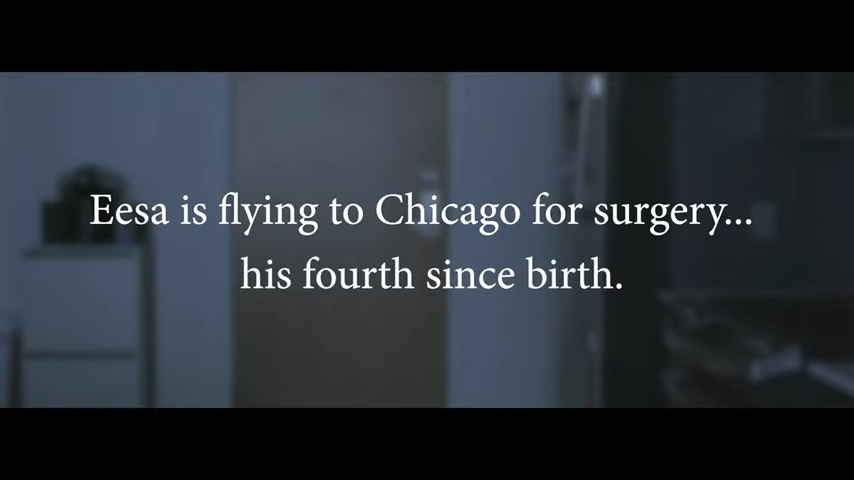 Eesa is flying to Chicago for surgery...
his fourth since birth.